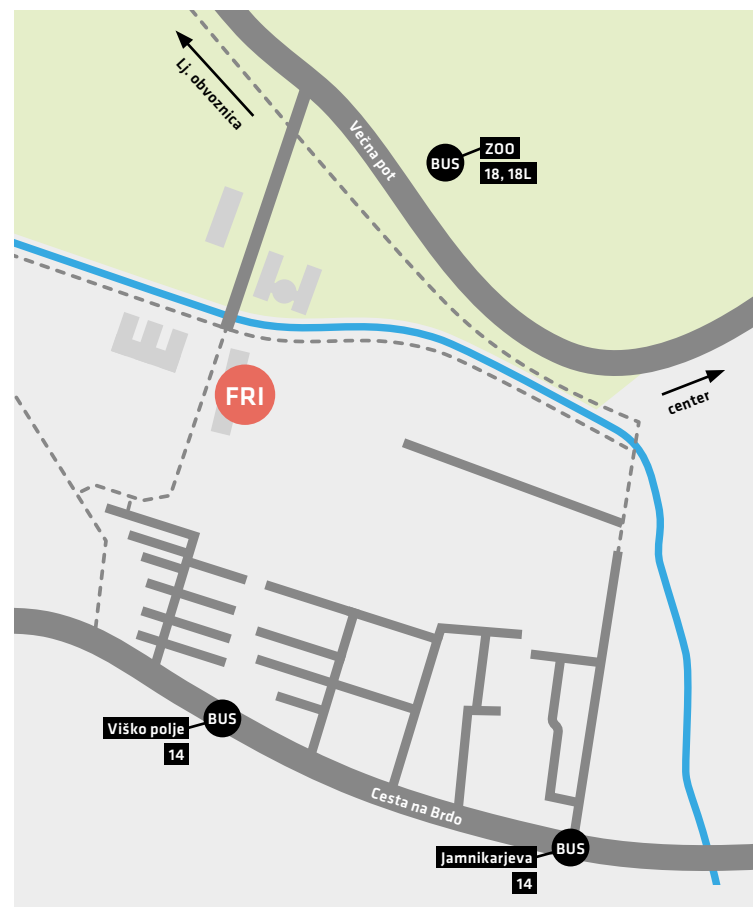 Lj. obvoznica
Večna pot
BUS
ZOO
18, 18L
FRI
center
BUS
Viško polje
14
Cesta na Brdo
BUS
Jamnikarjeva
14